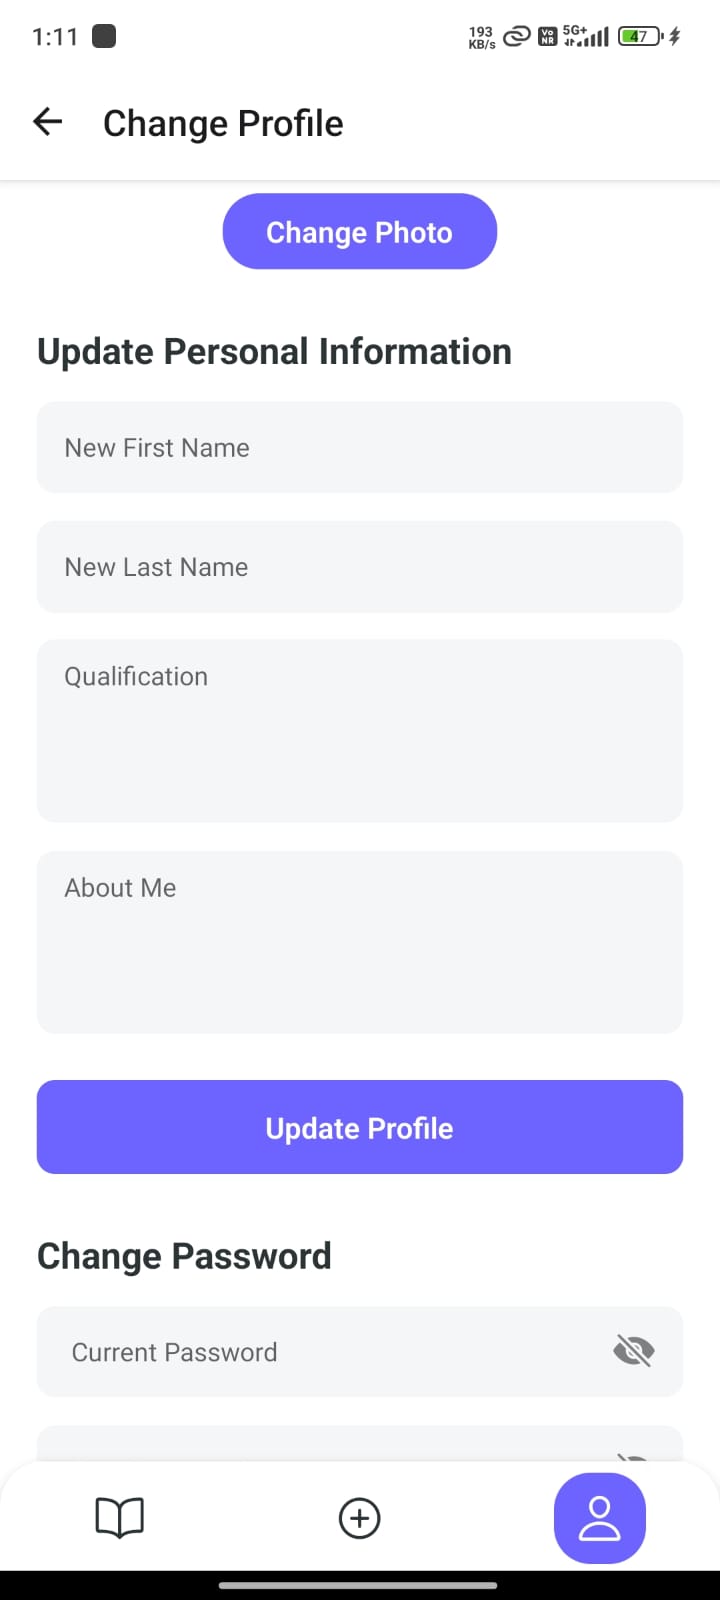 1:11
193
KB/s
Vo
NR
5G+
47
Change Profile
Change Photo
Update Personal Information
New First Name
New Last Name
Qualification
About Me
Update Profile
Change Password
Current Password